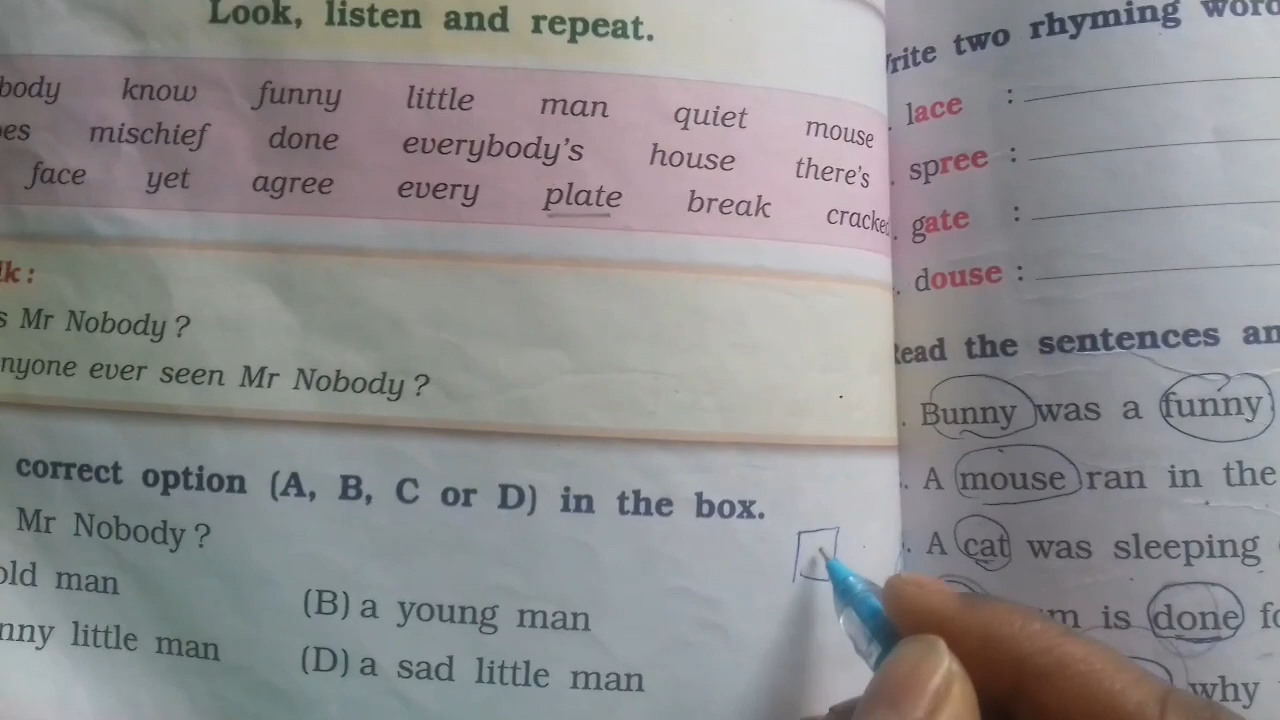 Look, listen and repeat.
body know funny little man quiet mouse
es mischief done everybody's house there's
face yet agree every plate break cracked
lk :
s Mr Nobody ?
nyone ever seen Mr Nobody ?
correct option (A, B, C or D) in the box.
Mr Nobody ?
old man
(B) a young man
nny little man
(D) a sad little man
rite two rhyming word
. lace :
. spree :
. gate :
. douse :
Read the sentences an
. Bunny was a funny
. A mouse ran in the
. A cat was sleeping
m is done fo
why